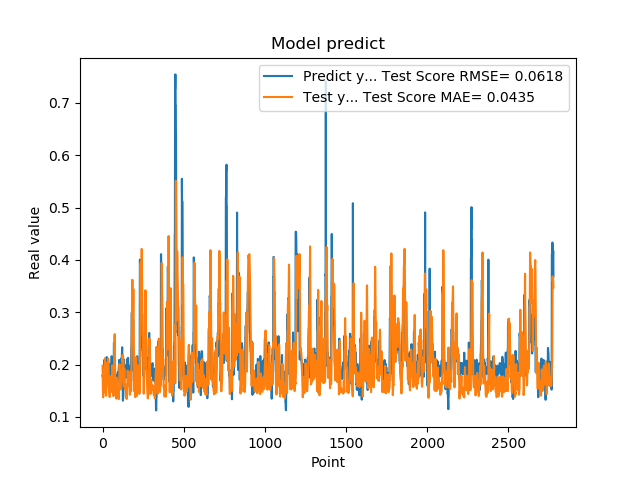 Model predict
Predict y... Test Score RMSE= 0.0618
Test y... Test Score MAE= 0.0435
Real value
0.7
0.6
0.5
0.4
0.3
0.2
0.1
0 500 1000 1500 2000 2500
Point